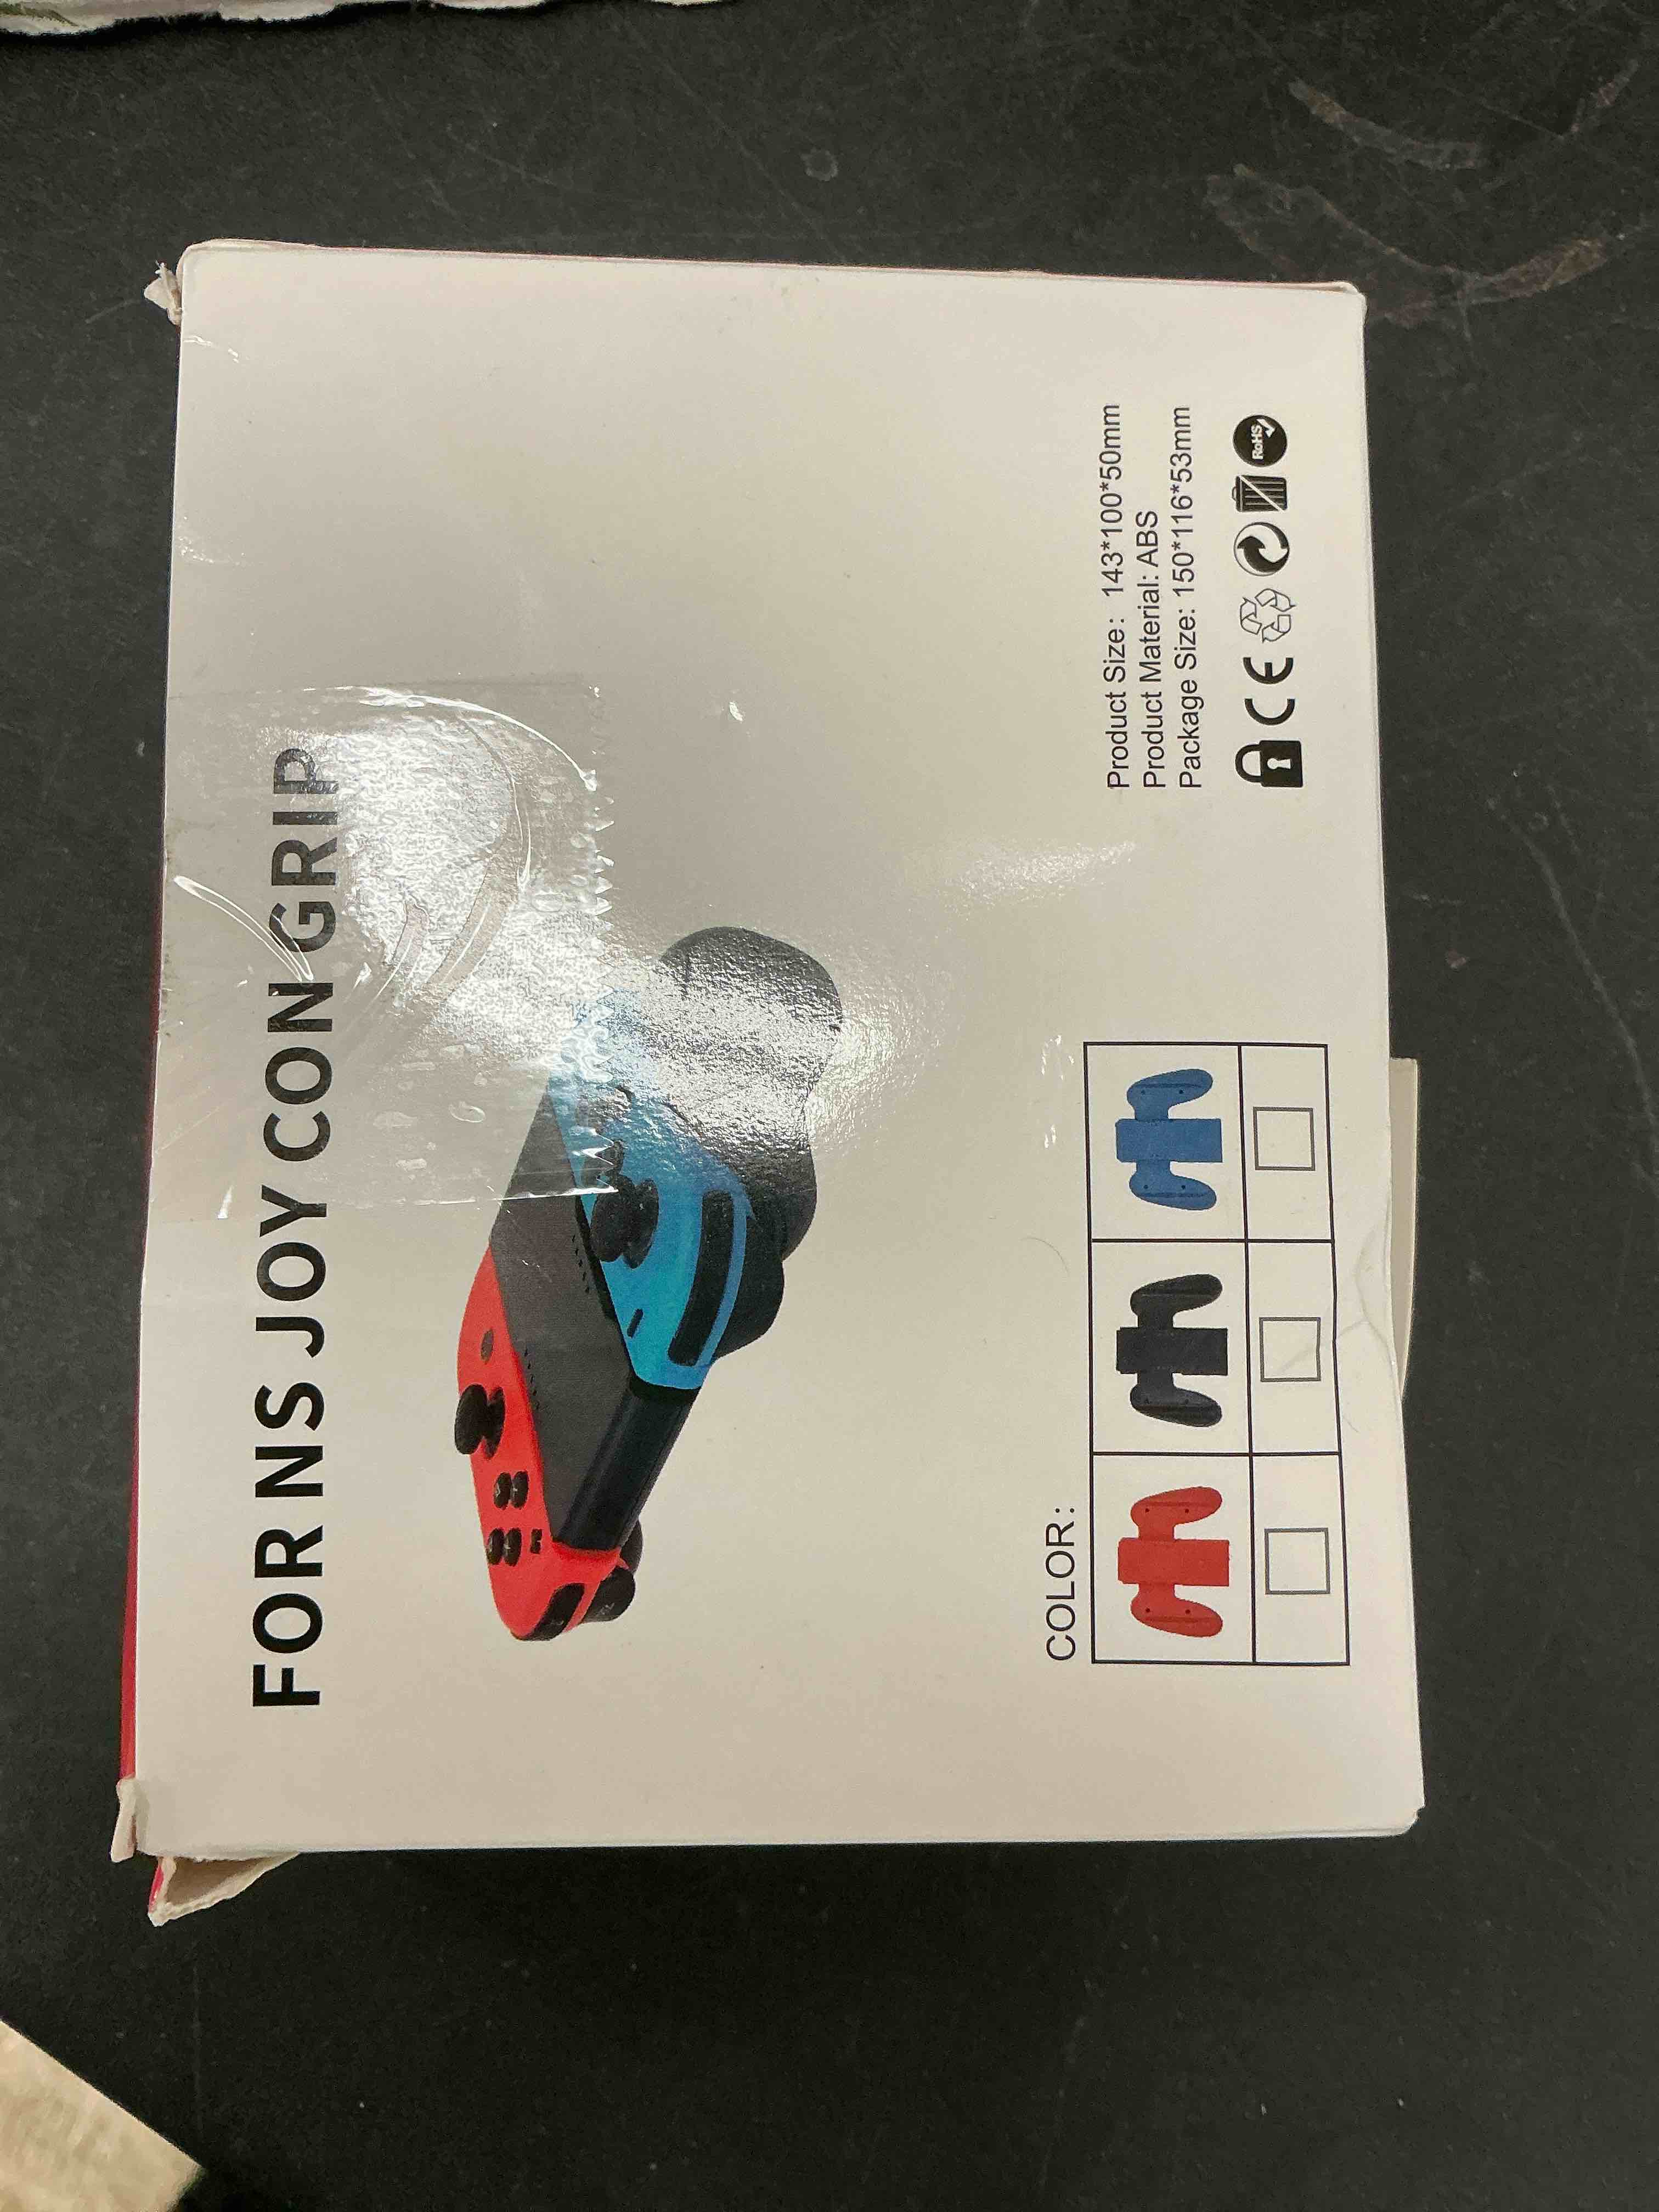 FOR NS JOY CON GRIP
COLOR:
Product Size: 143*100*50mm
Product Material: ABS
Package Size: 150*116*53mm
CE
RoHS